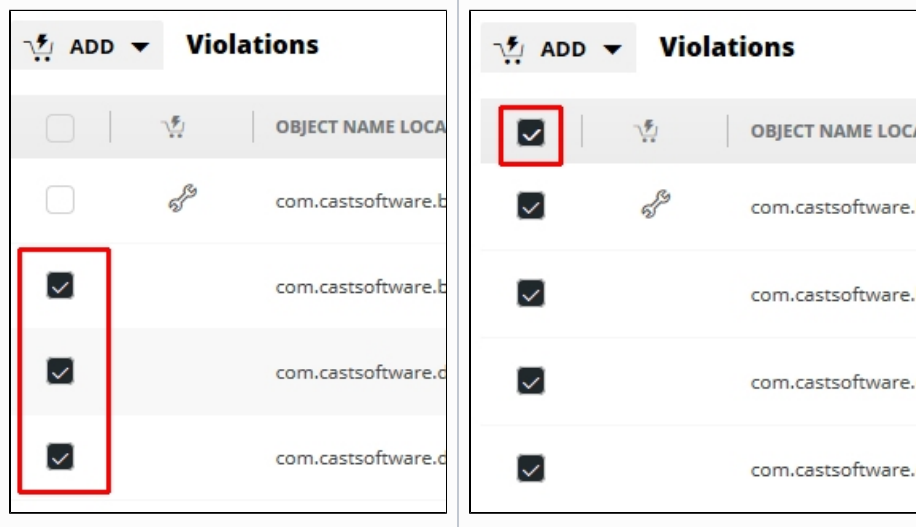 ADD Violations
OBJECT NAME LOCA
com.castsoftware.b
com.castsoftware.b
com.castsoftware.d
com.castsoftware.d
ADD Violations
OBJECT NAME LOCA
com.castsoftware.
com.castsoftware.
com.castsoftware.
com.castsoftware.